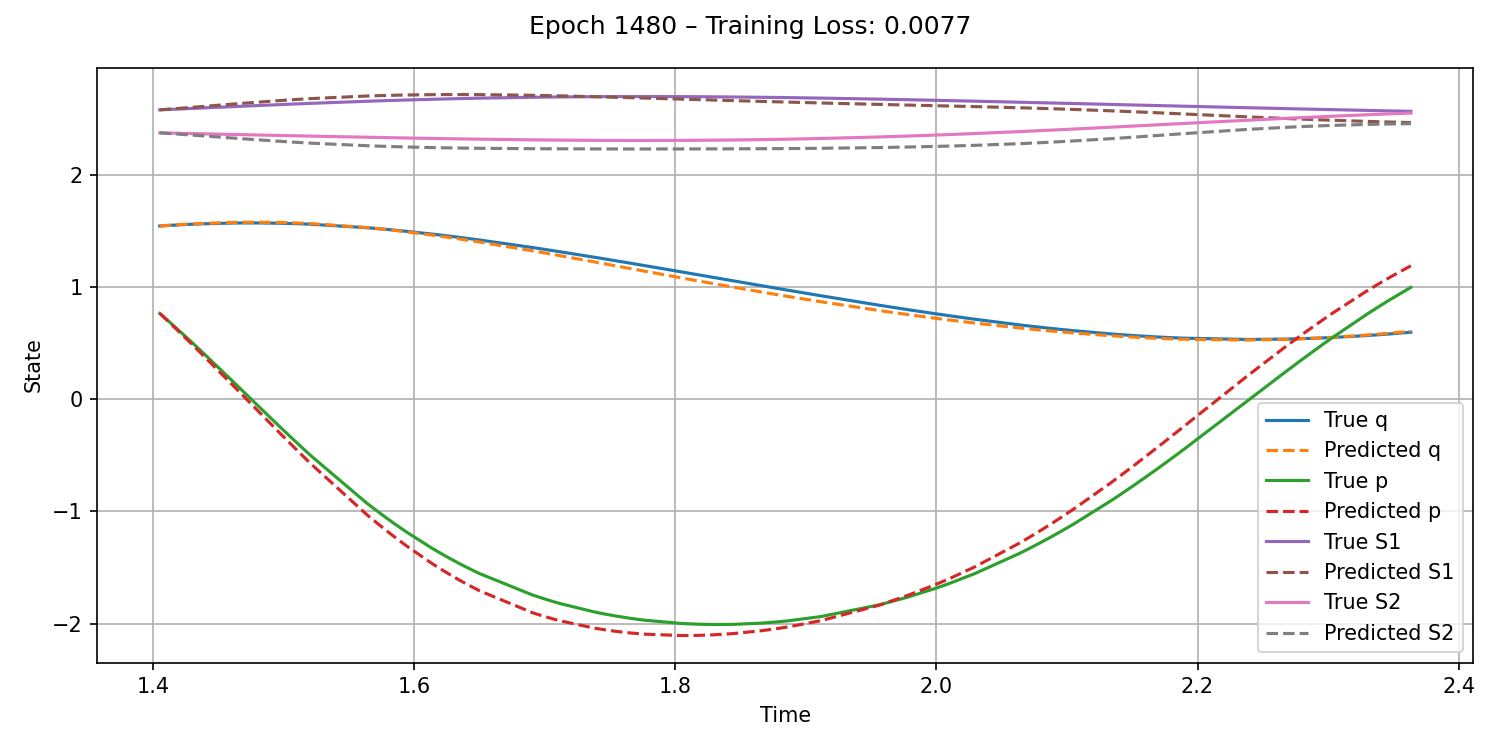 Epoch 1480 – Training Loss: 0.0077
State
2
1
0
−1
−2
True q
Predicted q
True p
Predicted p
True S1
Predicted S1
True S2
Predicted S2
1.4 1.6 1.8 2.0 2.2 2.4
Time